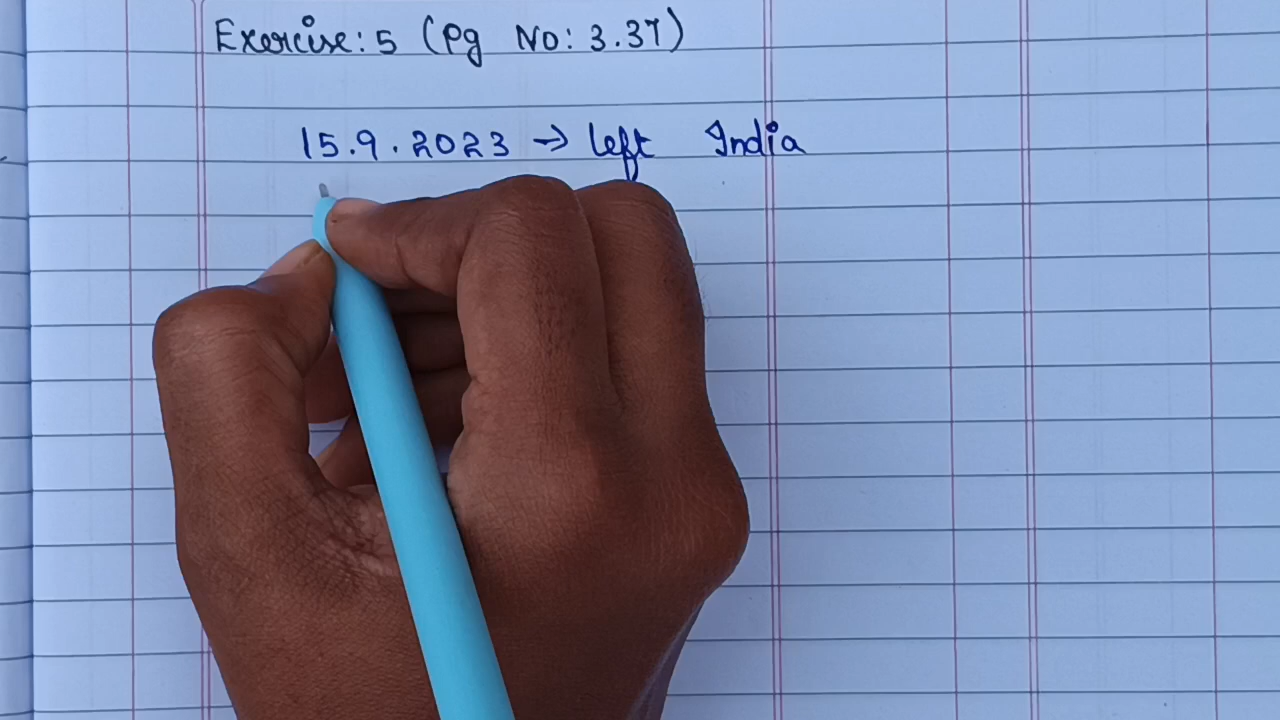 Exercise: 5 (Pg No: 3.37)
15.9.2023 → left India